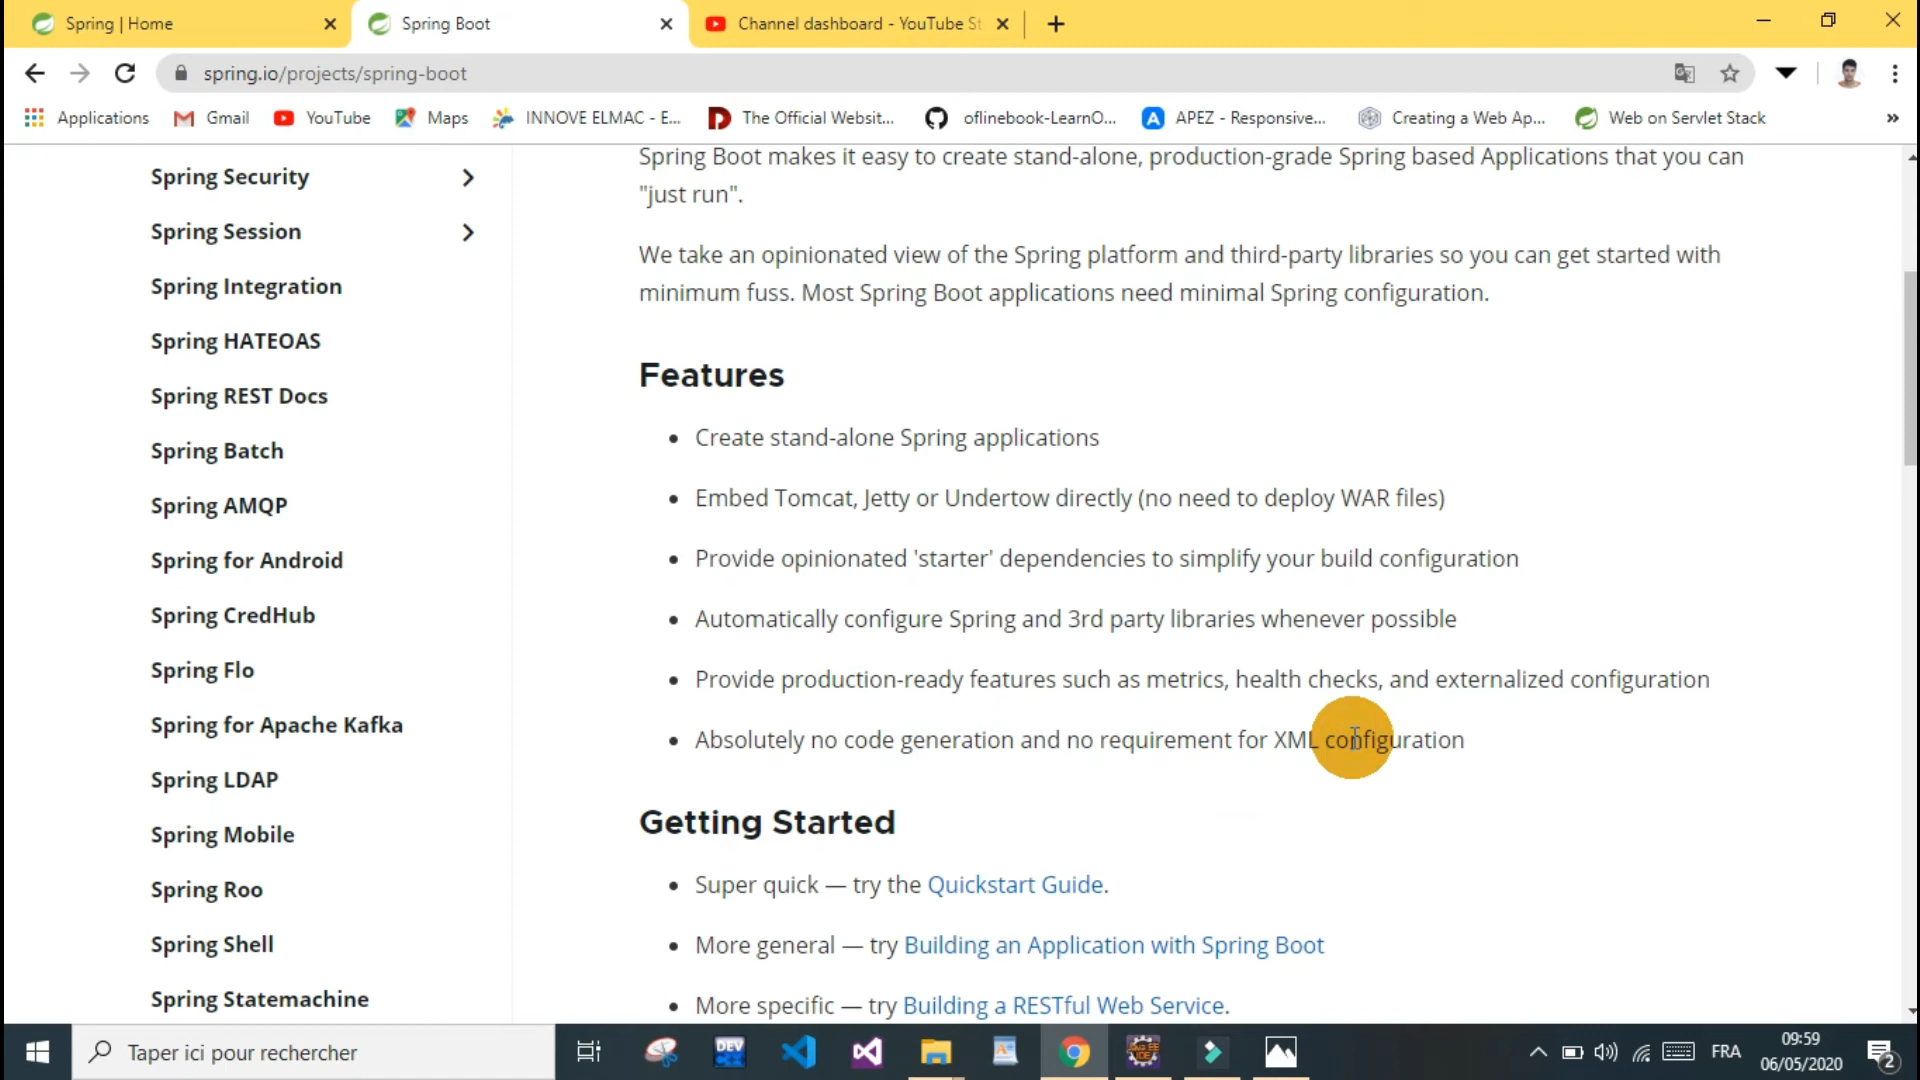 Spring | Home
Spring Boot
Channel dashboard - YouTube St
spring.io/projects/spring-boot
Applications
Gmail
YouTube
Maps
INNOVE ELMAC - E...
The Official Websit...
oflinebook-LearnO...
APEZ - Responsive...
Creating a Web Ap...
Web on Servlet Stack
»
Spring Security
Spring Session
Spring Integration
Spring HATEOAS
Spring REST Docs
Spring Batch
Spring AMQP
Spring for Android
Spring CredHub
Spring Flo
Spring for Apache Kafka
Spring LDAP
Spring Mobile
Spring Roo
Spring Shell
Spring Statemachine
Spring Boot makes it easy to create stand-alone, production-grade Spring based Applications that you can
"just run".
We take an opinionated view of the Spring platform and third-party libraries so you can get started with
minimum fuss. Most Spring Boot applications need minimal Spring configuration.
Features
• Create stand-alone Spring applications
• Embed Tomcat, Jetty or Undertow directly (no need to deploy WAR files)
• Provide opinionated 'starter' dependencies to simplify your build configuration
• Automatically configure Spring and 3rd party libraries whenever possible
• Provide production-ready features such as metrics, health checks, and externalized configuration
• Absolutely no code generation and no requirement for XML configuration
Getting Started
• Super quick — try the Quickstart Guide.
• More general — try Building an Application with Spring Boot
• More specific — try Building a RESTful Web Service.
Taper ici pour rechercher
DEV
FRA
09:59
06/05/2020
2